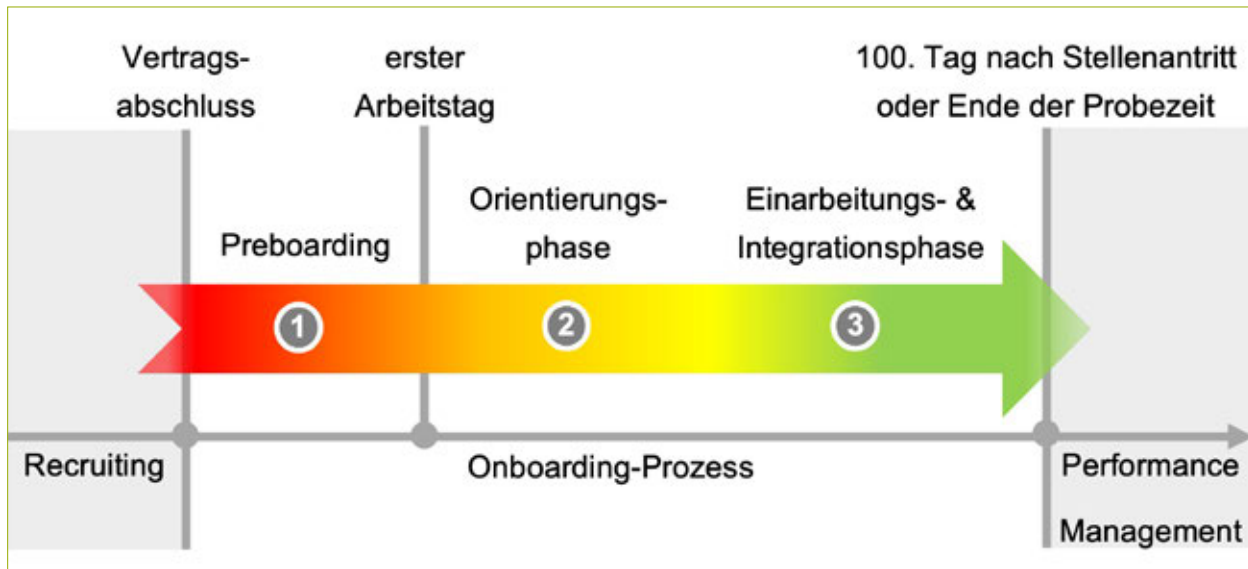 Vertrags-
abschluss
erster
Arbeitstag
100. Tag nach Stellenantritt
oder Ende der Probezeit
Preboarding
Orientierungs-
phase
Einarbeitungs- &
Integrationsphase
1
2
3
Recruiting
Onboarding-Prozess
Performance
Management